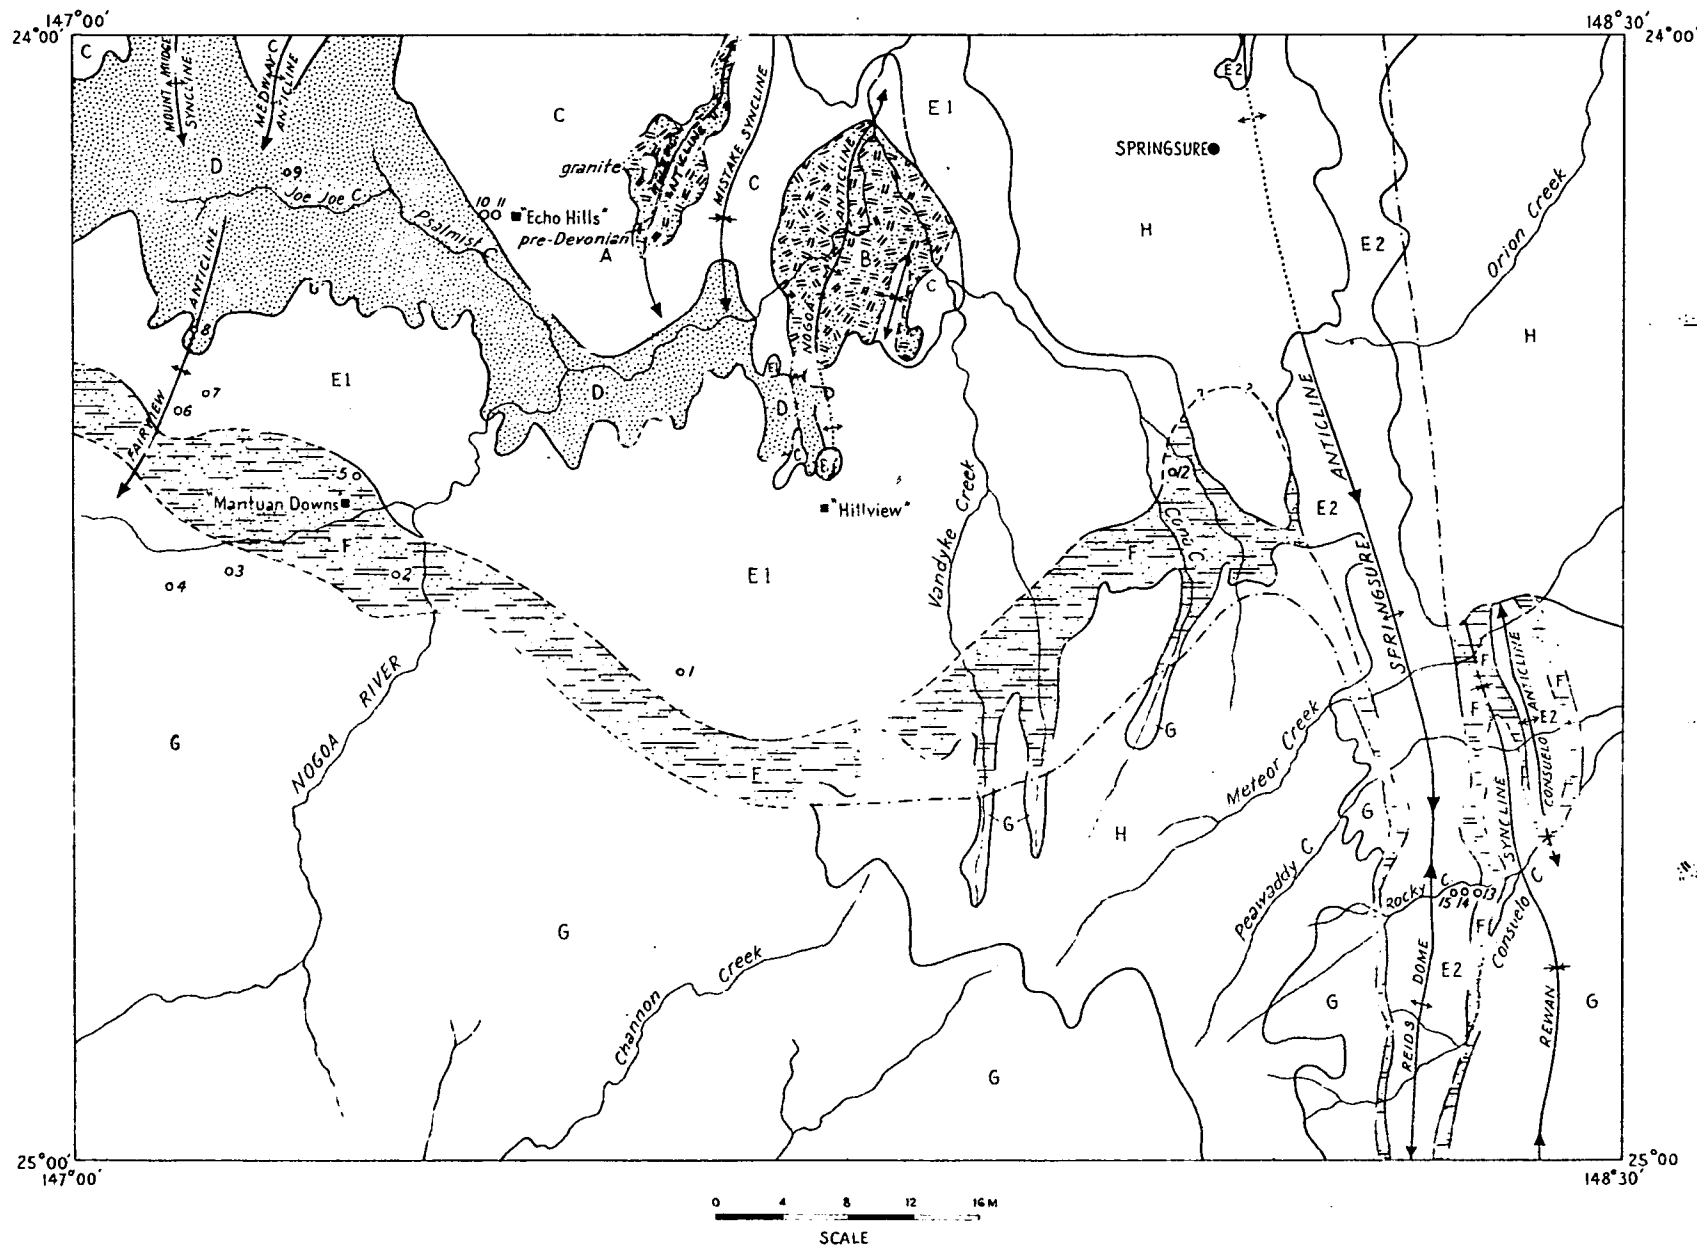 147°00'
148°30'
24°00'
24°00'
C
MOUNT MUDGE
SYNCLINE
MEDWAY
ANTICLINE
C
D
9
Joe Joe C
Psalmist C
10 11
"Echo Hills"
C
granite
ANTICLINE
pre-Devonian
A
MISTAKE SYNCLINE
C
NOGOA ANTICLINE
B
C
E1
E2
SPRINGSURE
H
E2
Orion Creek
H
FAIRVIEW ANTICLINE
8
7
6
E1
D
D
D
C
E1
5
"Mantuan Downs"
F
4
3
2
"Hillview"
E1
1
Vandyke Creek
?
?
12
Conu C
F
E2
SPRINGSURE ANTICLINE
G
NOGOA RIVER
F
G
G
H
Meteor Creek
G
Peawaddy C
F
F
F
F
E2
CONSUELO ANTICLINE
ROCKY C.
15 14 13
F
Consuelo C
REWAN SYNCLINE
G
Channon Creek
G
G
REIDS DOME
E2
G
25°00'
25°00
147°00'
148°30'
0 4 8 12 16 M
SCALE